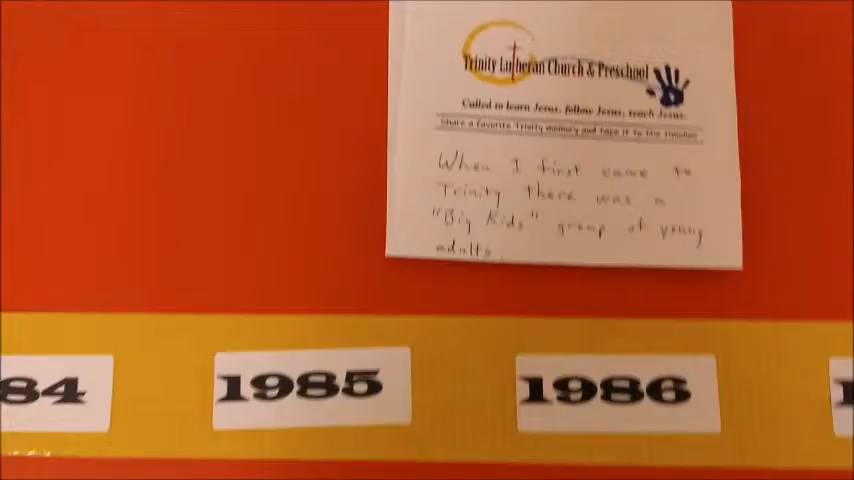 Trinity Lutheran Church & Preschool
Called to learn Jesus, follow Jesus, teach Jesus.
Share a favorite Trinity memory and tape it to the timeline
When I first came to
Trinity there was a
"Big Kids" group of young
adults.
84
1985
1986
1